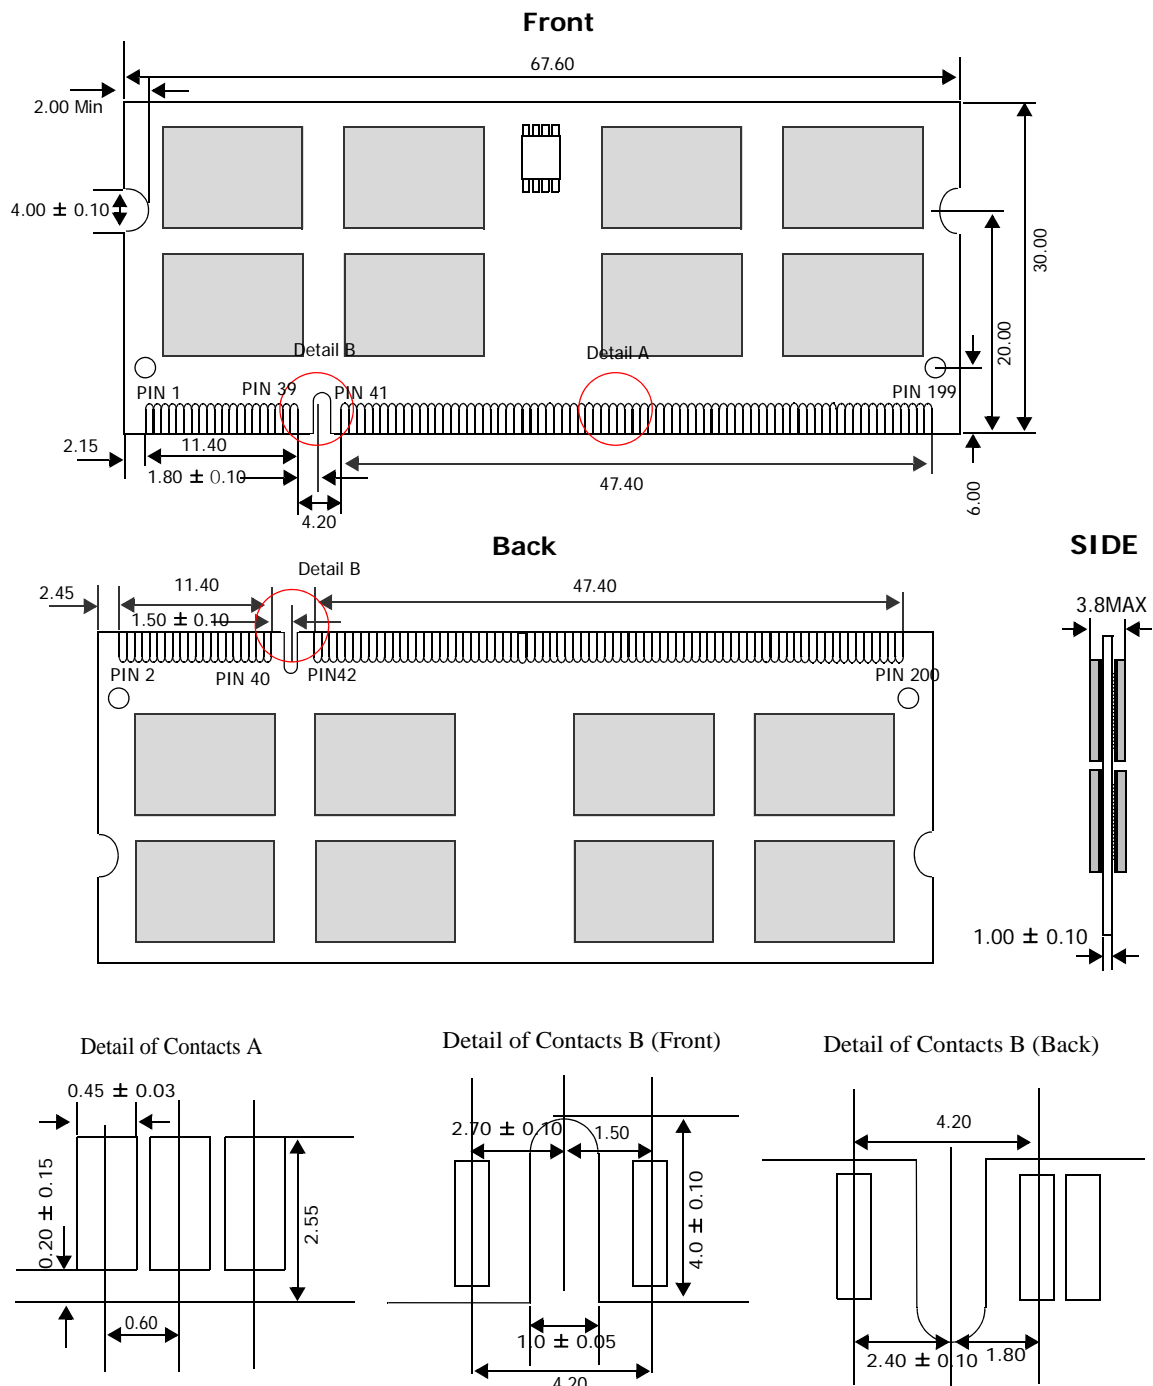 Front
67.60
2.00 Min
4.00 ± 0.10
30.00
20.00
Detail B
Detail A
PIN 1
PIN 39
PIN 41
PIN 199
2.15
11.40
1.80 ± 0.10
47.40
6.00
4.20
Back
SIDE
Detail B
2.45
11.40
47.40
1.50 ± 0.10
3.8MAX
PIN 2
PIN 40
PIN42
PIN 200
1.00 ± 0.10
Detail of Contacts A
Detail of Contacts B (Front)
Detail of Contacts B (Back)
0.45 ± 0.03
2.70 ± 0.10
1.50
4.20
0.20 ± 0.15
2.55
4.0 ± 0.10
0.60
1.0 ± 0.05
2.40 ± 0.10
1.80
4.20